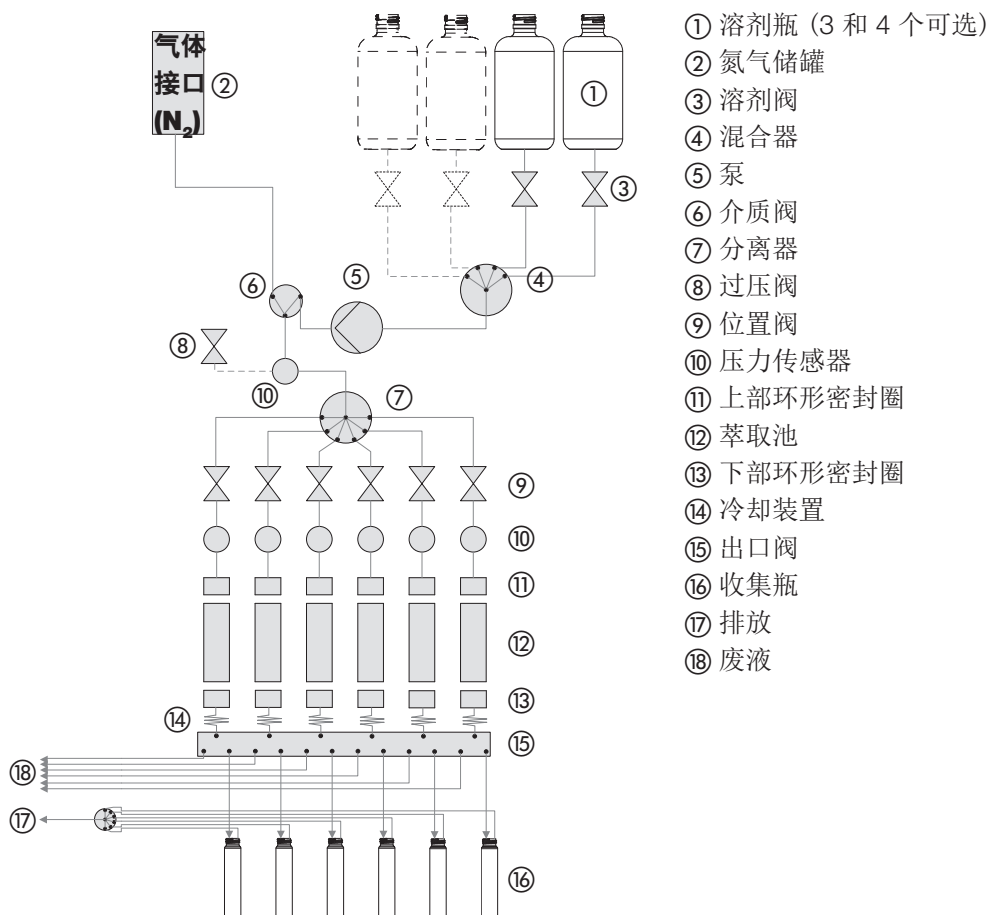 气体
接口
(N₂)
②
①
③
④
⑤
⑥
⑧
⑩
⑦
⑨
⑩
⑪
⑫
⑬
⑭
⑮
⑱
⑰
⑯
① 溶剂瓶 (3 和 4 个可选)
② 氮气储罐
③ 溶剂阀
④ 混合器
⑤ 泵
⑥ 介质阀
⑦ 分离器
⑧ 过压阀
⑨ 位置阀
⑩ 压力传感器
⑪ 上部环形密封圈
⑫ 萃取池
⑬ 下部环形密封圈
⑭ 冷却装置
⑮ 出口阀
⑯ 收集瓶
⑰ 排放
⑱ 废液